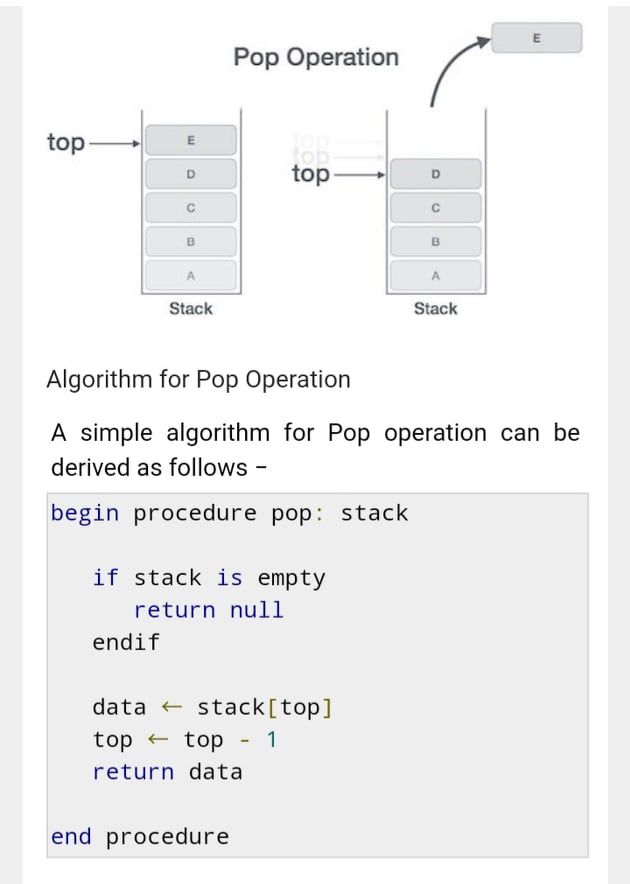 Pop Operation
E
top
E
D
C
B
A
Stack
top
top
top
D
C
B
A
Stack
Algorithm for Pop Operation
A simple algorithm for Pop operation can be
derived as follows −
begin procedure pop: stack
if stack is empty
return null
endif
data ← stack[top]
top ← top - 1
return data
end procedure